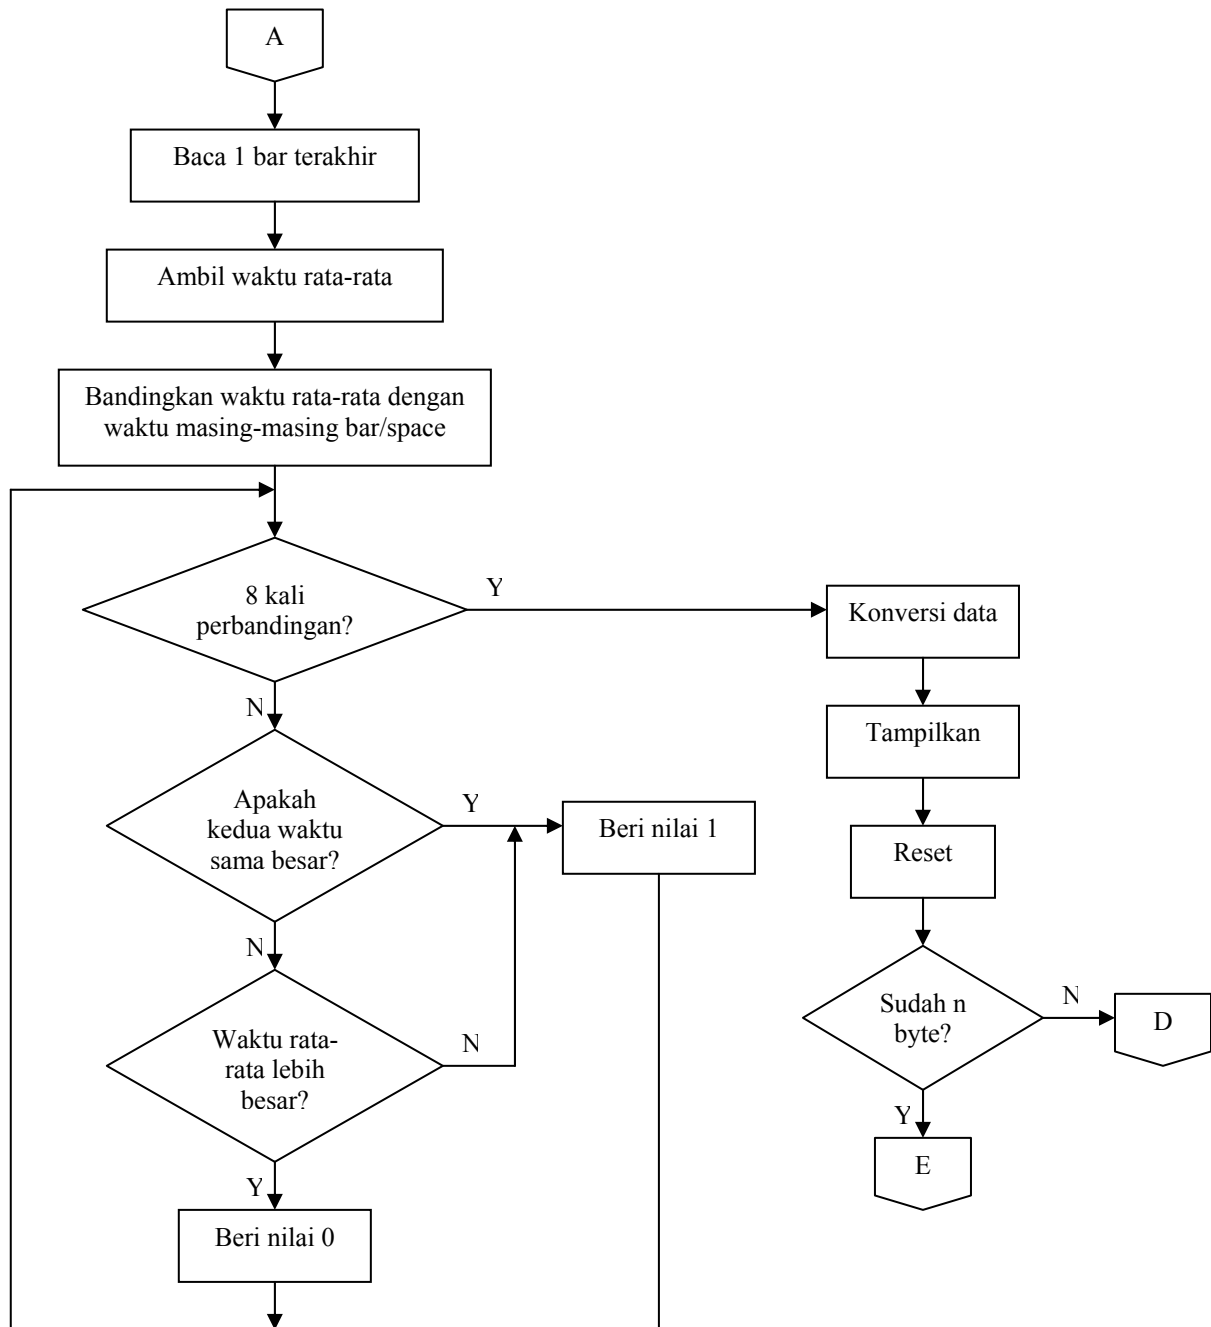 A
Baca 1 bar terakhir
Ambil waktu rata-rata
Bandingkan waktu rata-rata dengan
waktu masing-masing bar/space
8 kali
perbandingan?
Y
N
Konversi data
Tampilkan
Reset
Apakah
kedua waktu
sama besar?
Y
N
Beri nilai 1
Waktu rata-
rata lebih
besar?
N
Y
Beri nilai 0
Sudah n
byte?
N
D
Y
E